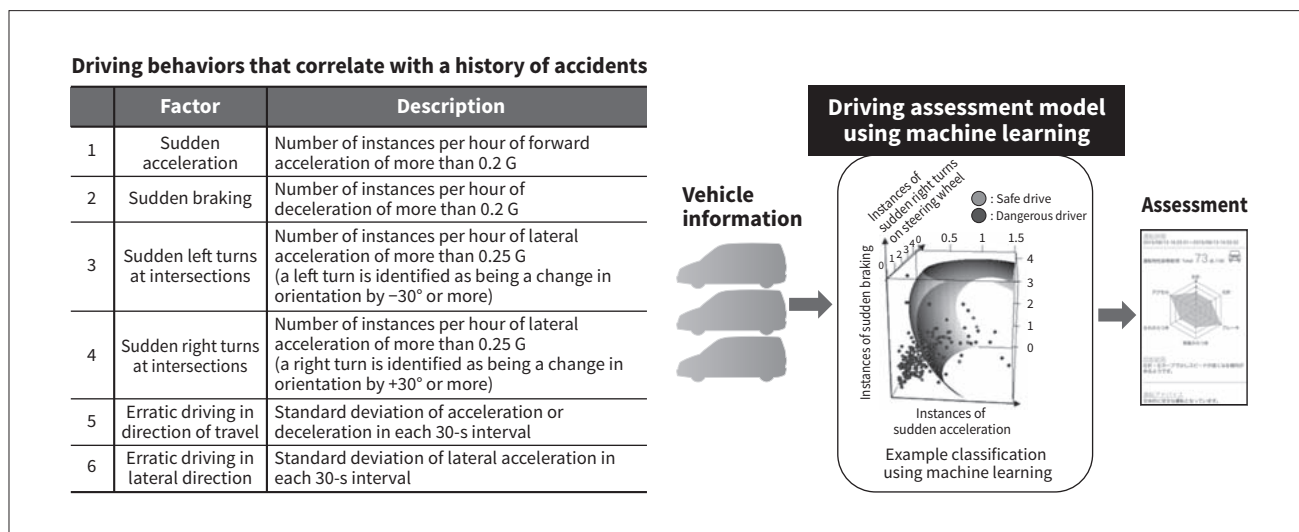 Driving behaviors that correlate with a history of accidents
Factor Description
1 Sudden acceleration Number of instances per hour of forward
acceleration of more than 0.2 G
2 Sudden braking Number of instances per hour of
deceleration of more than 0.2 G
3 Sudden left turns at intersections Number of instances per hour of lateral
acceleration of more than 0.25 G
(a left turn is identified as being a change in
orientation by −30° or more)
4 Sudden right turns at intersections Number of instances per hour of lateral
acceleration of more than 0.25 G
(a right turn is identified as being a change in
orientation by +30° or more)
5 Erratic driving in direction of travel Standard deviation of acceleration or
deceleration in each 30-s interval
6 Erratic driving in lateral direction Standard deviation of lateral acceleration in
each 30-s interval
Vehicle
information
Driving assessment model
using machine learning
Instances of
sudden right turns
on steering wheel
: Safe drive
: Dangerous driver
0 1 2 3 4
0 0.5 1 1.5
4
3
2
1
0
Instances of sudden braking
Instances of
sudden acceleration
Example classification
using machine learning
Assessment
Total 73